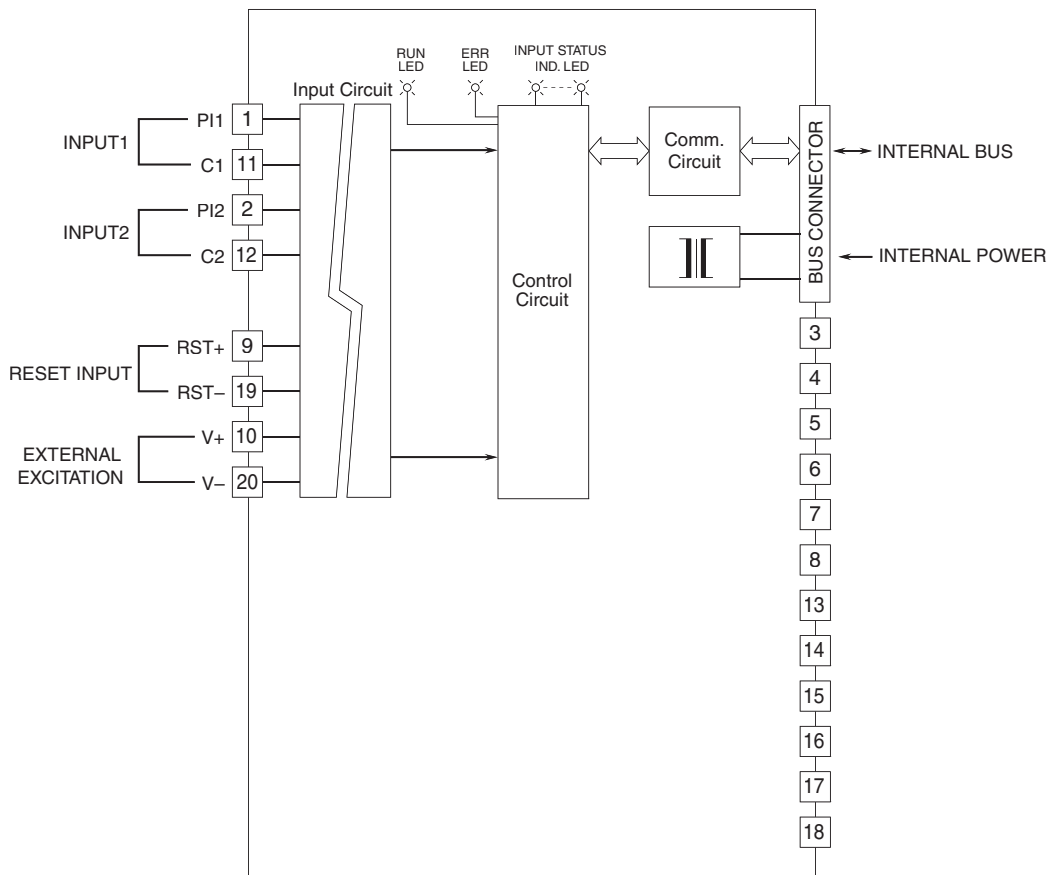 RUN
LED
ERR
LED
INPUT STATUS
IND. LED
Input Circuit
INPUT1
PI1
1
C1
11
INPUT2
PI2
2
C2
12
RESET INPUT
RST+
9
RST–
19
EXTERNAL
EXCITATION
V+
10
V–
20
Control
Circuit
Comm.
Circuit
BUS CONNECTOR
INTERNAL BUS
INTERNAL POWER
3
4
5
6
7
8
13
14
15
16
17
18